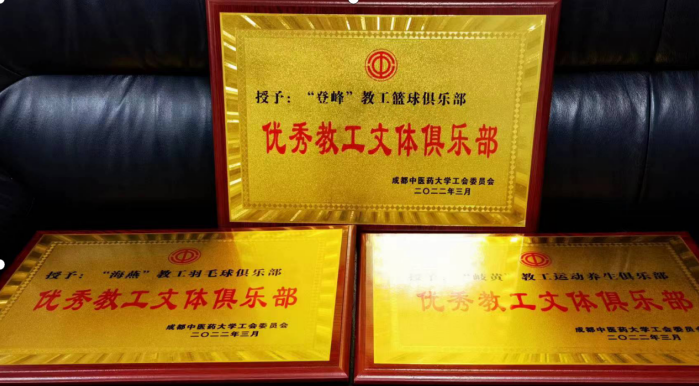 授予：“登峰”教工篮球俱乐部
优秀教工文体俱乐部
成都中医药大学工会委员会
二〇二二年三月
授予：“海燕”教工羽毛球俱乐部
优秀教工文体俱乐部
成都中医药大学工会委员会
二〇二二年三月
授予：“岐黄”教工运动养生俱乐部
优秀教工文体俱乐部
成都中医药大学工会委员会
二〇二二年三月